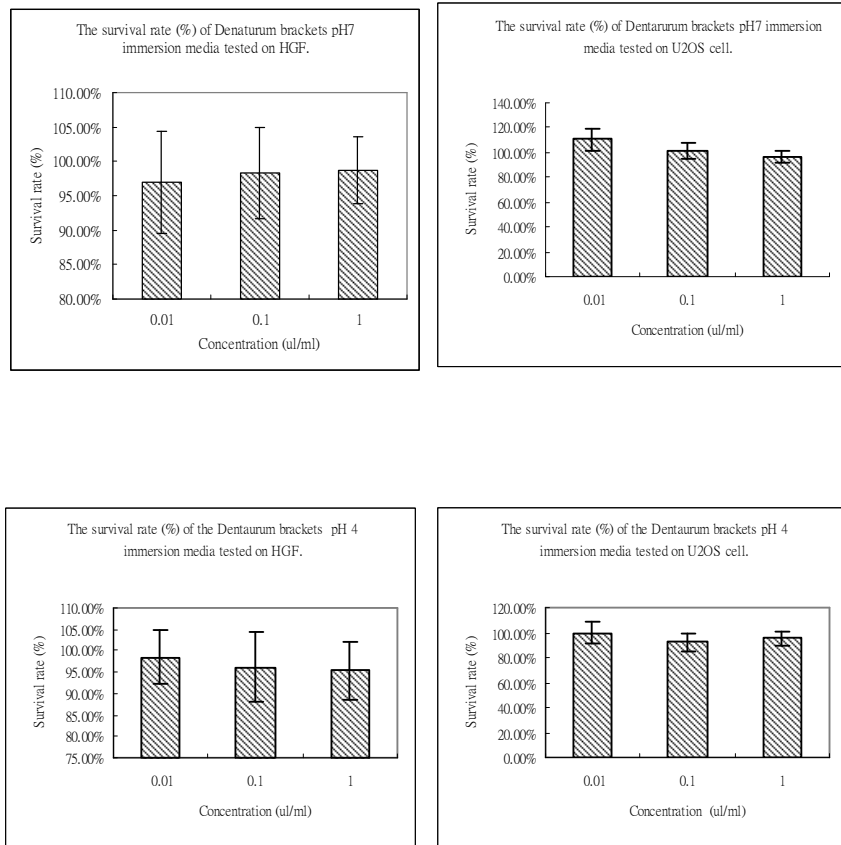 The survival rate (%) of Denaturum brackets pH7
immersion media tested on HGF.
110.00%
105.00%
100.00%
95.00%
90.00%
85.00%
80.00%
Survival rate (%)
0.01 0.1 1
Concentration (ul/ml)
The survival rate (%) of Dentarurum brackets pH7 immersion
media tested on U2OS cell.
140.00%
120.00%
100.00%
80.00%
60.00%
40.00%
20.00%
0.00%
Survival rate (%)
0.01 0.1 1
Concentration (ul/ml)
The survival rate (%) of the Dentaurum brackets pH 4
immersion media tested on HGF.
110.00%
105.00%
100.00%
95.00%
90.00%
85.00%
80.00%
75.00%
Survival rate (%)
0.01 0.1 1
Concentration (ul/ml)
The survival rate (%) of the Dentaurum brackets pH 4
immersion media tested on U2OS cell.
120.00%
100.00%
80.00%
60.00%
40.00%
20.00%
0.00%
Survival rate (%)
0.01 0.1 1
Concentration (ul/ml)